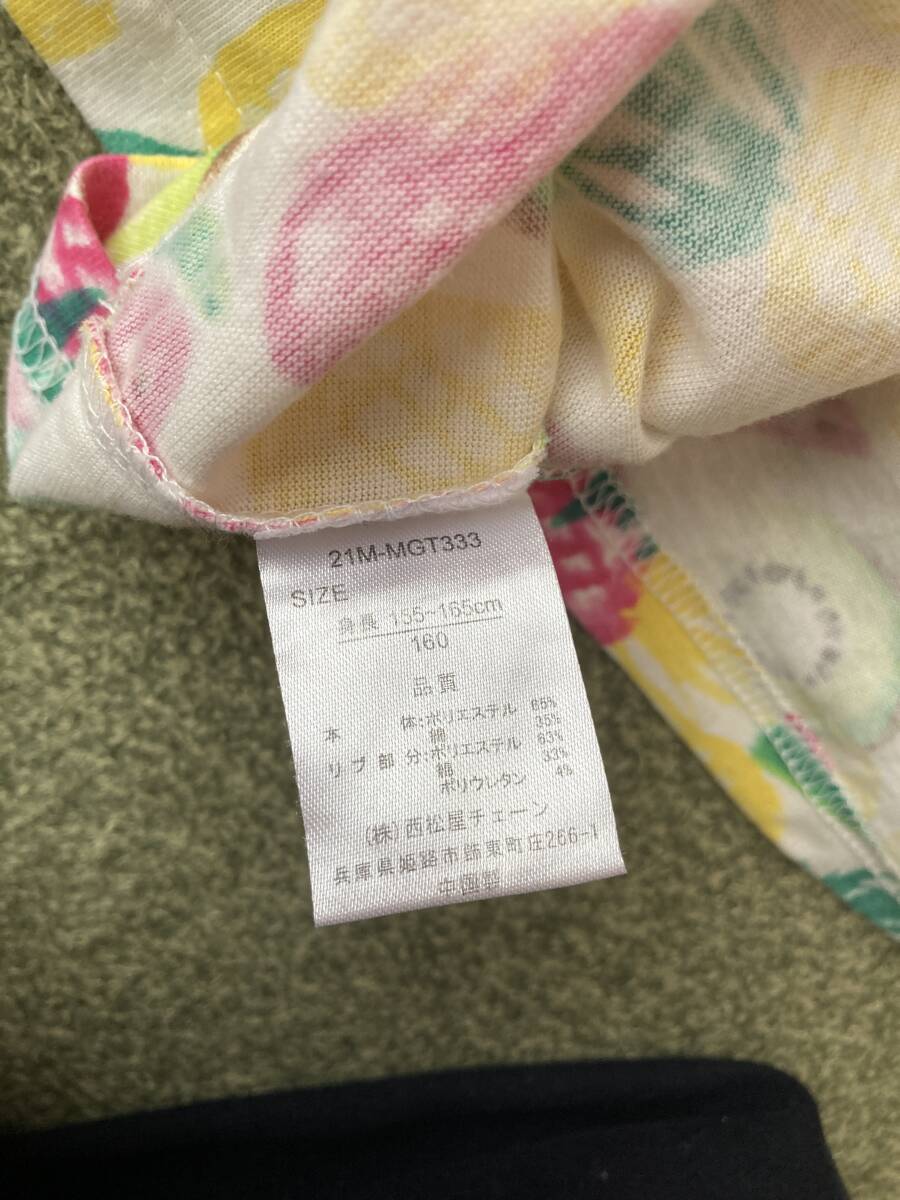 21M-MGT333
SIZE
身長 155~165cm
160
品質
本 体:ポリエステル 65%
綿 35%
リブ部分:ポリエステル 63%
綿 33%
ポリウレタン 4%
(株)西松屋チェーン
兵庫県姫路市飾東町庄266-1
中国製